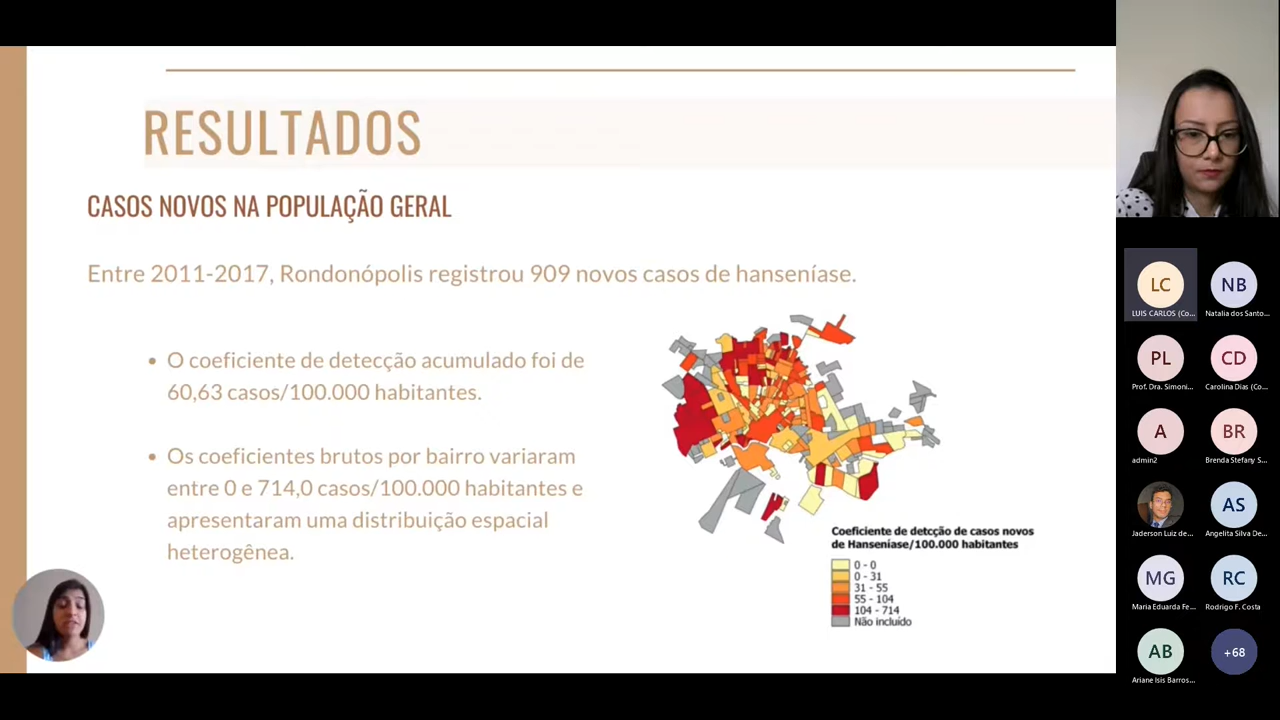 RESULTADOS
CASOS NOVOS NA POPULAÇÃO GERAL
Entre 2011-2017, Rondonópolis registrou 909 novos casos de hanseníase.
• O coeficiente de detecção acumulado foi de
60,63 casos/100.000 habitantes.
• Os coeficientes brutos por bairro variaram
entre 0 e 714,0 casos/100.000 habitantes e
apresentaram uma distribuição espacial
heterogênea.
Coeficiente de detcção de casos novos
de Hanseníase/100.000 habitantes
0 - 0
0 - 31
31 - 55
55 - 104
104 - 714
Não incluído
LC
NB
LUIS CARLOS (Co...
Natalia dos Santo...
PL
CD
Prof. Dra. Simoni...
Carolina Dias (Co...
A
BR
admin2
Brenda Stefany S...
AS
Jaderson Luiz de...
Angelita Silva De...
MG
RC
Maria Eduarda Fe...
Rodrigo F. Costa
AB
+68
Ariane Isis Barros...